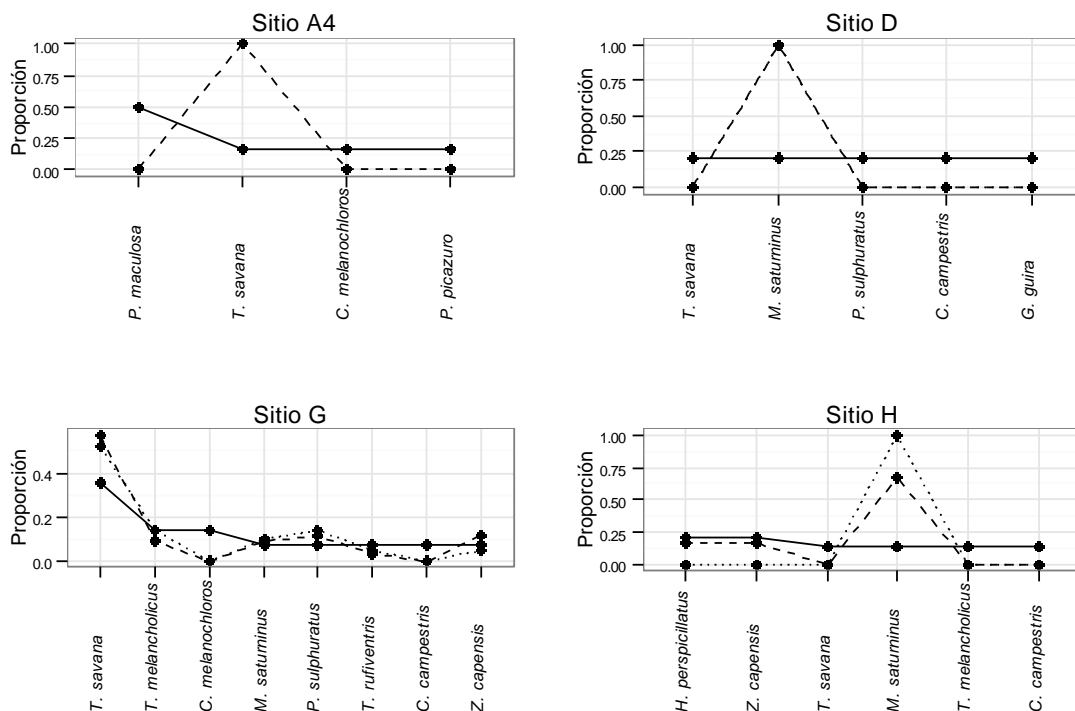 Sitio A4
Proporción
1.00
0.75
0.50
0.25
0.00
P. maculosa
T. savana
C. melanochloros
P. picazuro
Sitio D
Proporción
1.00
0.75
0.50
0.25
0.00
T. savana
M. saturninus
P. sulphuratus
C. campestris
G. guira
Sitio G
Proporción
0.4
0.2
0.0
T. savana
T. melancholicus
C. melanochloros
M. saturninus
P. sulphuratus
T. rufiventris
C. campestris
Z. capensis
Sitio H
Proporción
1.00
0.75
0.50
0.25
0.00
H. perspicillatus
Z. capensis
T. savana
M. saturninus
T. melancholicus
C. campestris